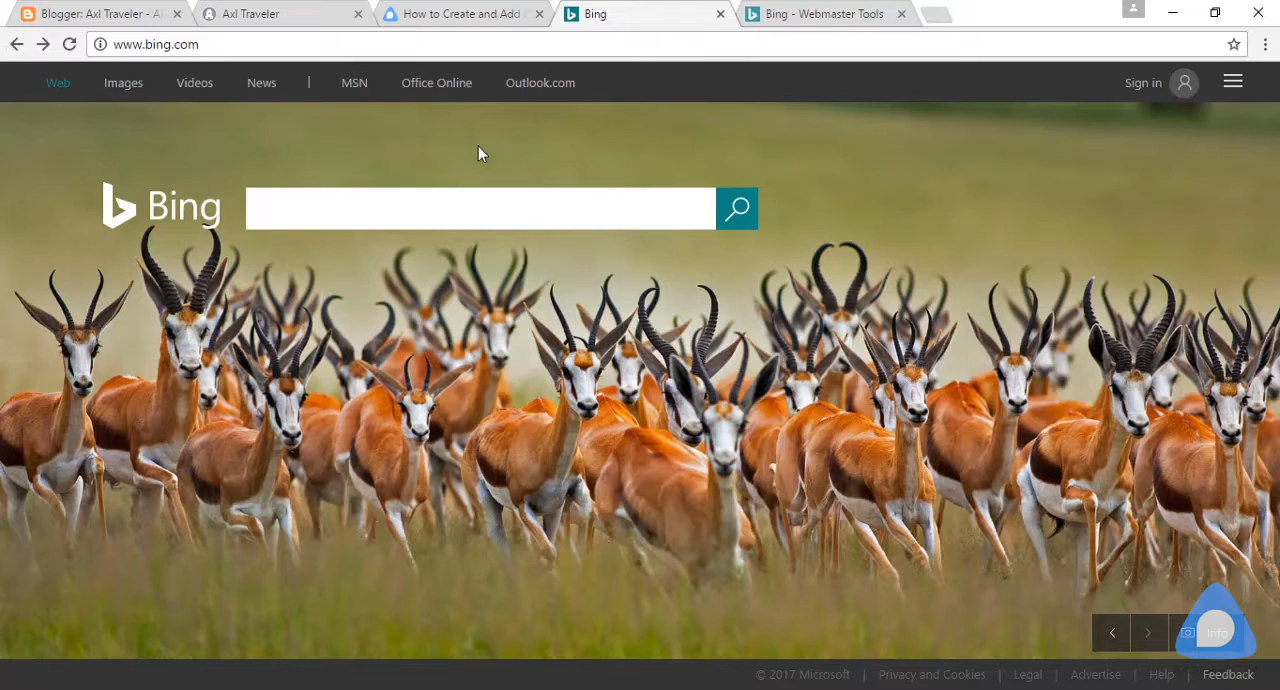 Blogger: Axl Traveler - A
Axl Traveler
How to Create and Add
Bing
Bing - Webmaster Tools
www.bing.com
Web
Images
Videos
News
|
MSN
Office Online
Outlook.com
Sign in
Bing
Info
© 2017 Microsoft | Privacy and Cookies | Legal | Advertise | Help | Feedback